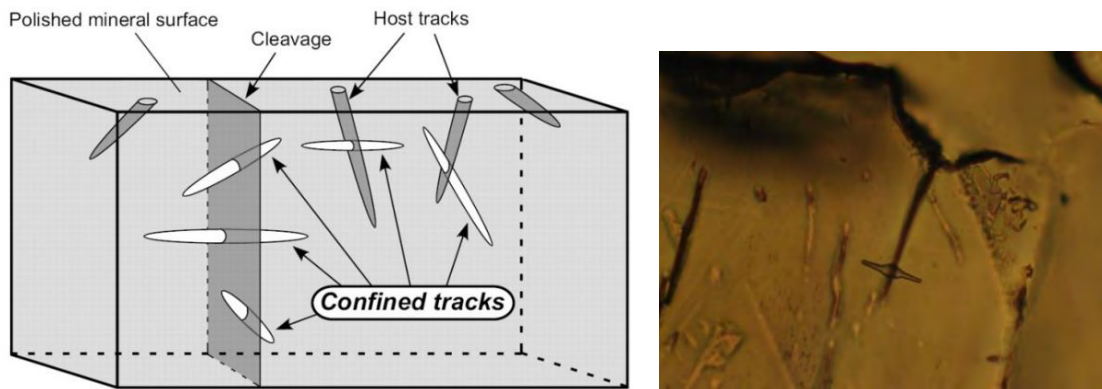 Polished mineral surface
Cleavage
Host tracks
Confined tracks